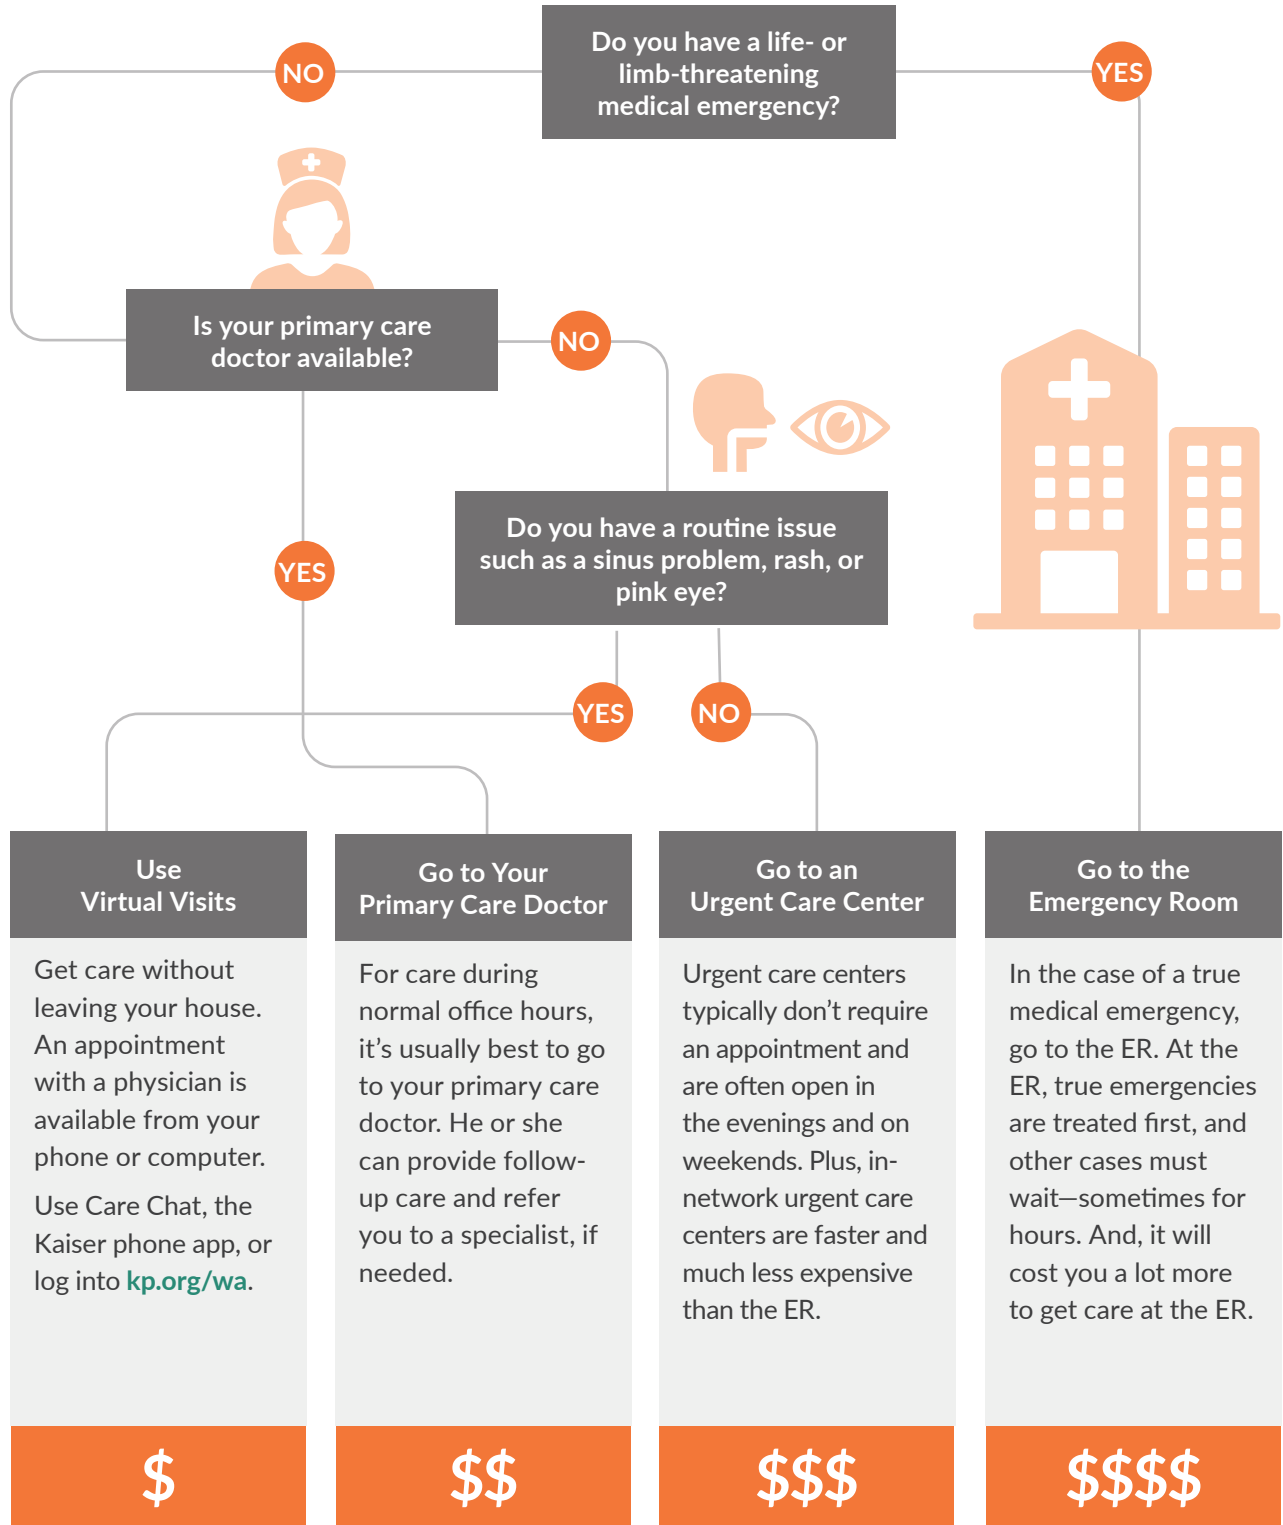 Do you have a life- or
limb-threatening
medical emergency?
NO
YES
Is your primary care
doctor available?
NO
YES
Do you have a routine issue
such as a sinus problem, rash, or
pink eye?
YES
NO
Use
Virtual Visits
Get care without
leaving your house.
An appointment
with a physician is
available from your
phone or computer.
Use Care Chat, the
Kaiser phone app, or
log into kp.org/wa.
$
Go to Your
Primary Care Doctor
For care during
normal office hours,
it’s usually best to go
to your primary care
doctor. He or she
can provide follow-
up care and refer
you to a specialist, if
needed.
$$
Go to an
Urgent Care Center
Urgent care centers
typically don’t require
an appointment and
are often open in
the evenings and on
weekends. Plus, in-
network urgent care
centers are faster and
much less expensive
than the ER.
$$$
Go to the
Emergency Room
In the case of a true
medical emergency,
go to the ER. At the
ER, true emergencies
are treated first, and
other cases must
wait—sometimes for
hours. And, it will
cost you a lot more
to get care at the ER.
$$$$